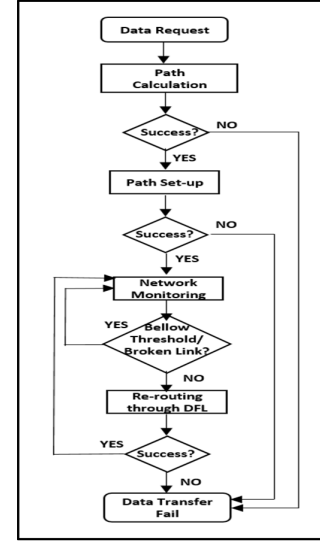 Data Request
Path
Calculation
Success?
NO
YES
Path Set-up
Success?
NO
YES
Network
Monitoring
YES
Bellow
Threshold/
Broken Link?
NO
Re-routing
through DFL
YES
Success?
NO
Data Transfer
Fail